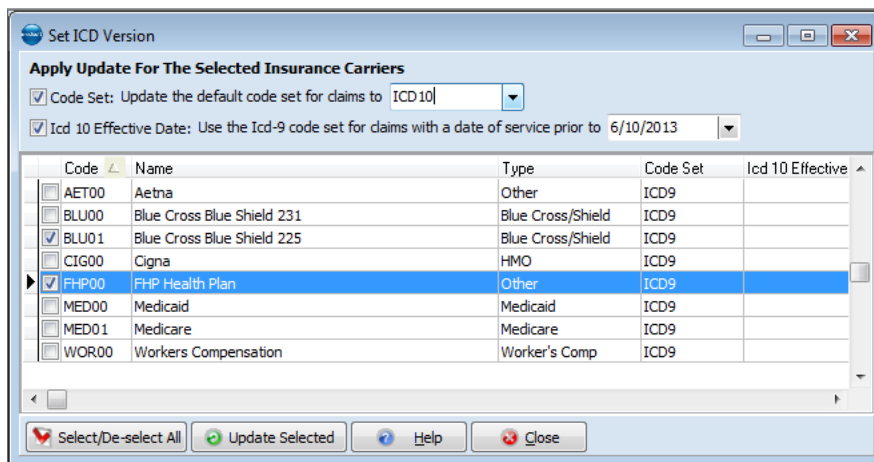 Set ICD Version
Apply Update For The Selected Insurance Carriers
Code Set: Update the default code set for claims to ICD10
Icd 10 Effective Date: Use the Icd-9 code set for claims with a date of service prior to 6/10/2013
Code Name Type Code Set Icd 10 Effective
AET00 Aetna Other ICD9
BLU00 Blue Cross Blue Shield 231 Blue Cross/Shield ICD9
BLU01 Blue Cross Blue Shield 225 Blue Cross/Shield ICD9
CIG00 Cigna HMO ICD9
FHP00 FHP Health Plan Other ICD9
MED00 Medicaid Medicaid ICD9
MED01 Medicare Medicare ICD9
WOR00 Workers Compensation Worker's Comp ICD9
Select/De-select All Update Selected Help Close